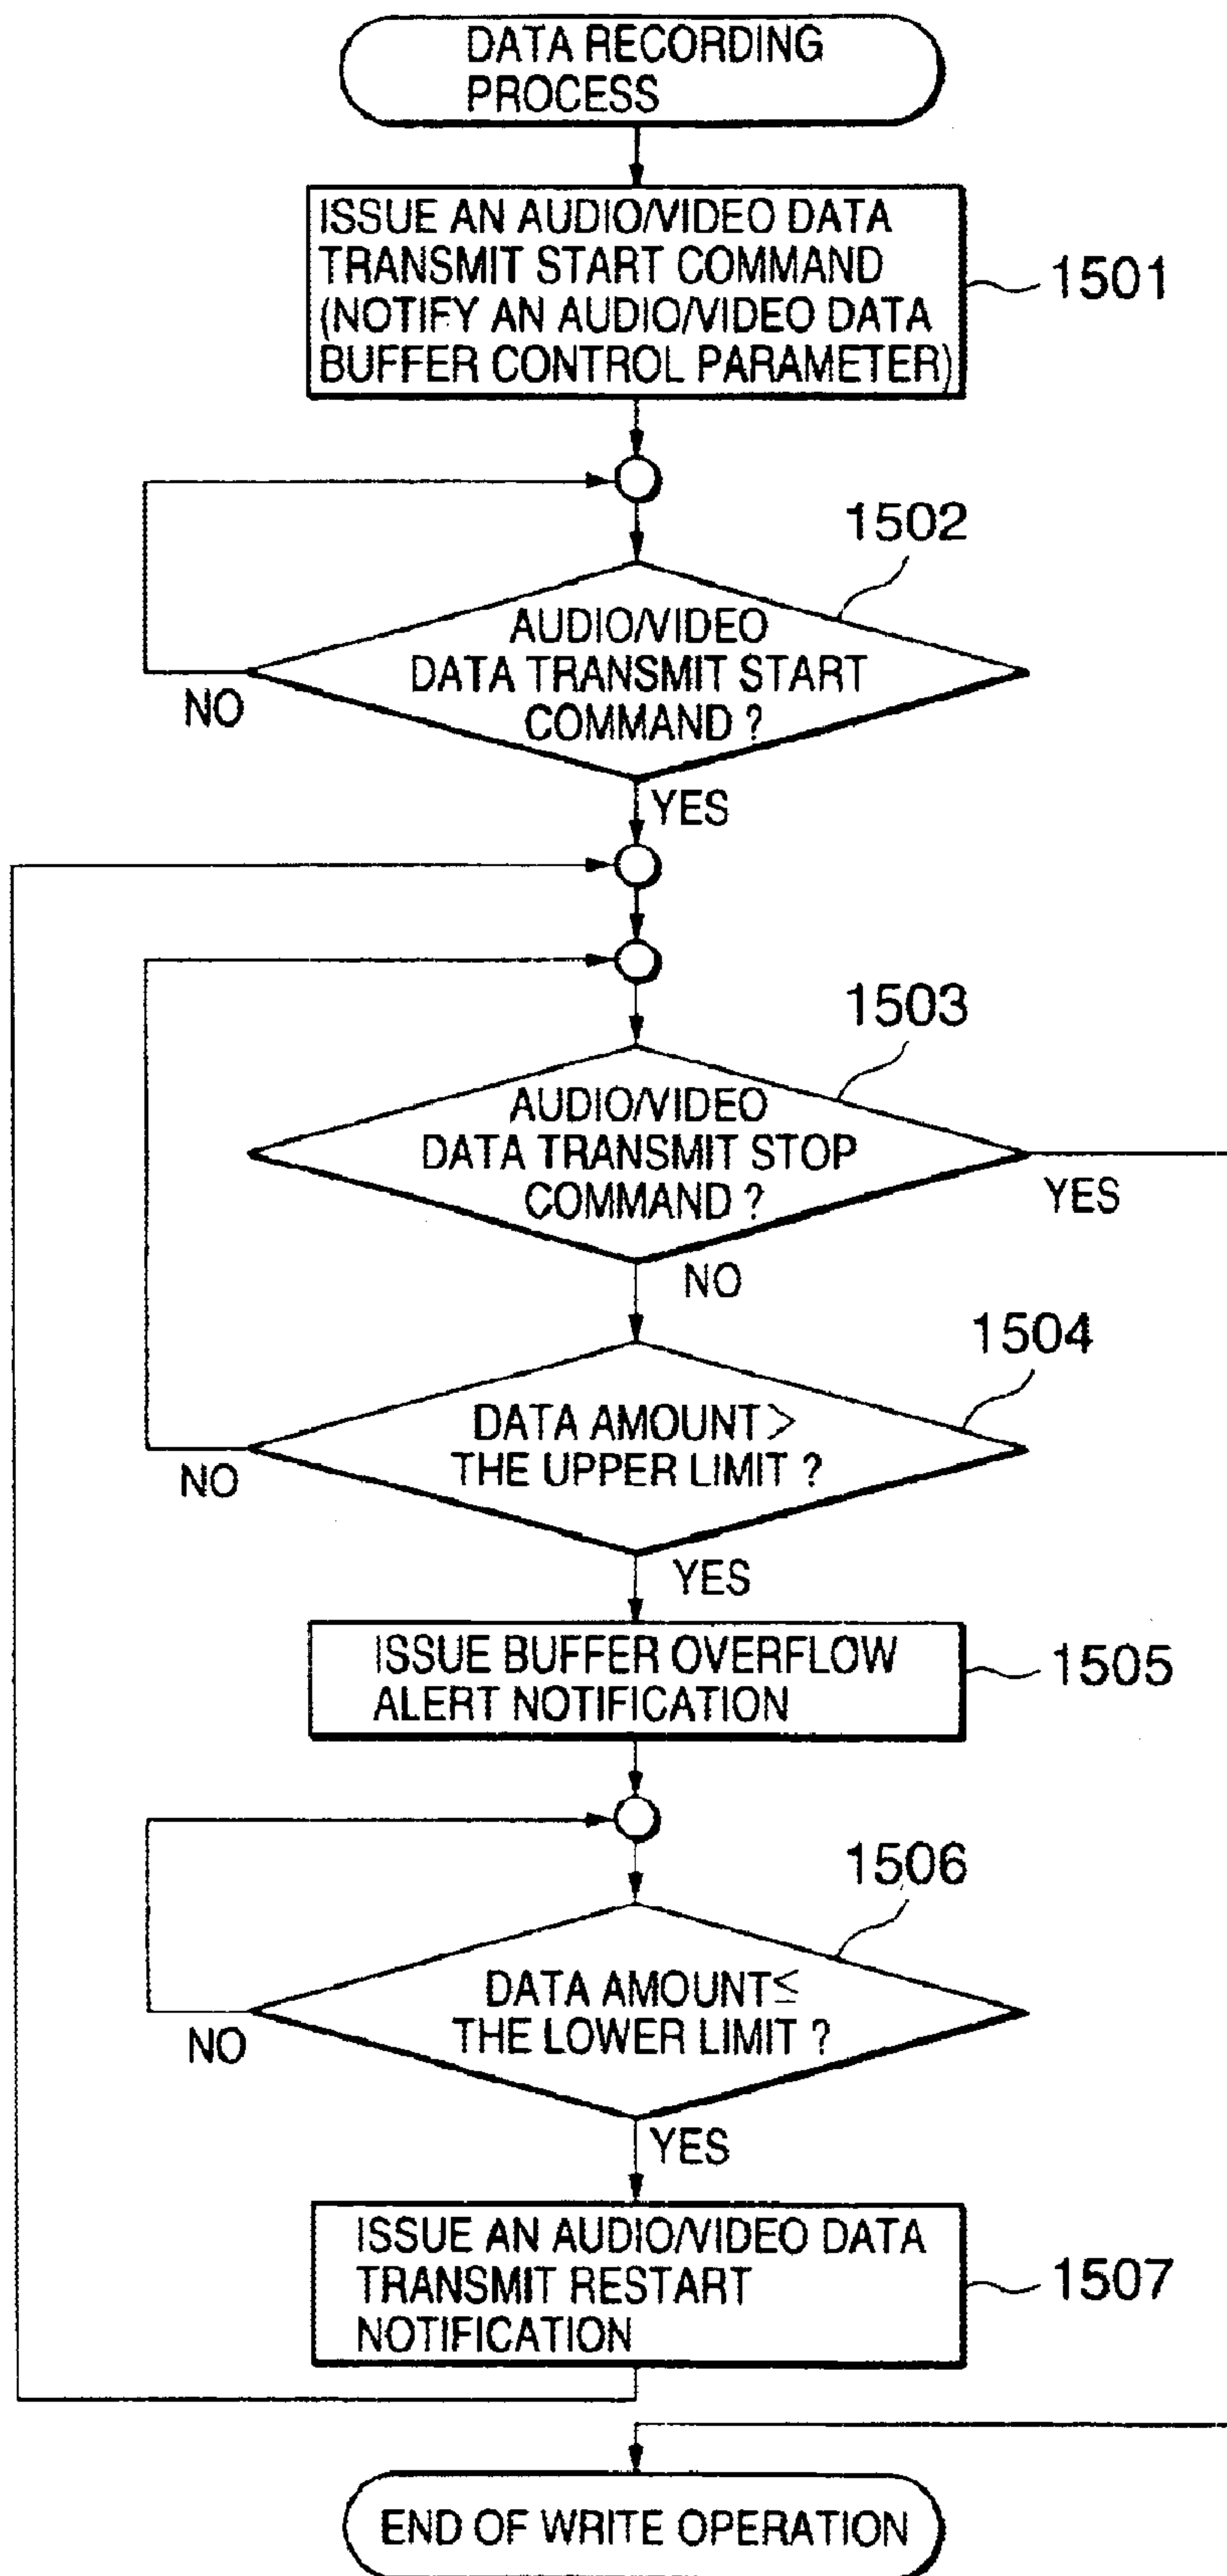 DATA RECORDING
PROCESS
ISSUE AN AUDIO/VIDEO DATA
TRANSMIT START COMMAND
(NOTIFY AN AUDIO/VIDEO DATA
BUFFER CONTROL PARAMETER)
1501
1502
AUDIO/VIDEO
DATA TRANSMIT START
COMMAND ?
NO
YES
1503
AUDIO/VIDEO
DATA TRANSMIT STOP
COMMAND ?
YES
NO
1504
DATA AMOUNT >
THE UPPER LIMIT ?
NO
YES
ISSUE BUFFER OVERFLOW
ALERT NOTIFICATION
1505
1506
DATA AMOUNT ≤
THE LOWER LIMIT ?
NO
YES
ISSUE AN AUDIO/VIDEO DATA
TRANSMIT RESTART
NOTIFICATION
1507
END OF WRITE OPERATION